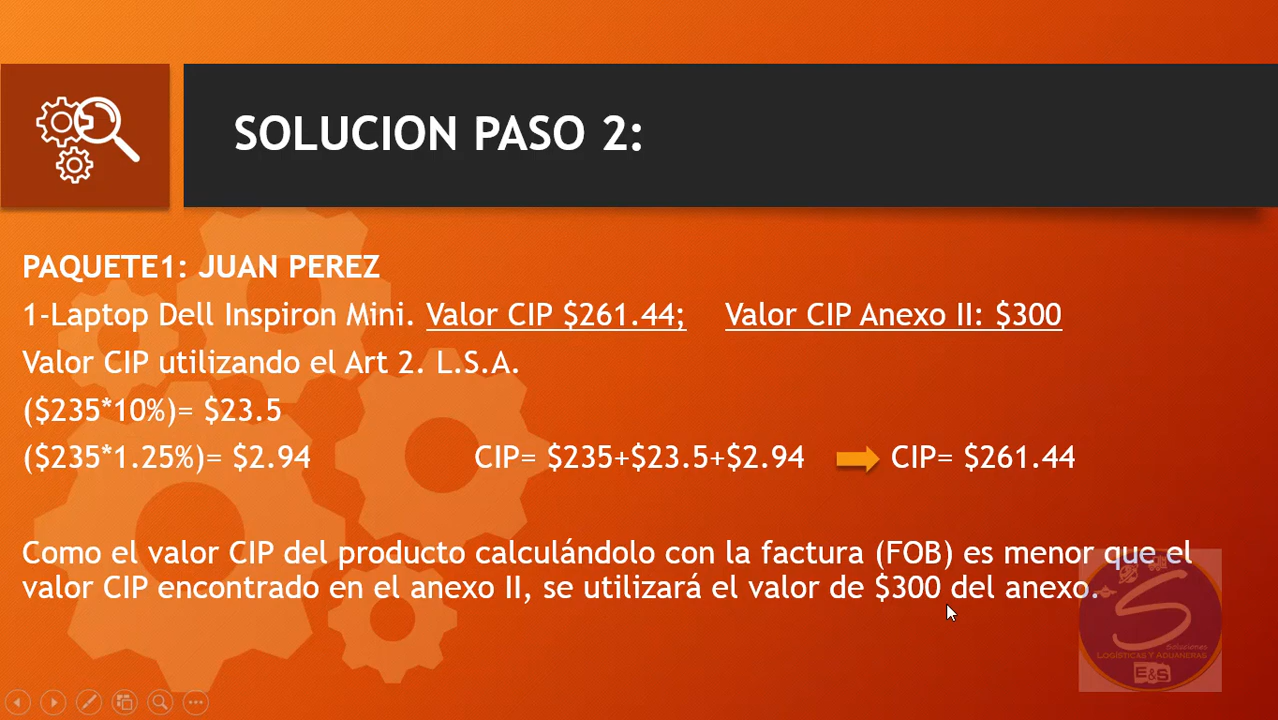 SOLUCION PASO 2:
PAQUETE1: JUAN PEREZ
1-Laptop Dell Inspiron Mini. Valor CIP $261.44; Valor CIP Anexo II: $300
Valor CIP utilizando el Art 2. L.S.A.
($235*10%)= $23.5
($235*1.25%)= $2.94 CIP= $235+$23.5+$2.94 CIP= $261.44
Como el valor CIP del producto calculándolo con la factura (FOB) es menor que el
valor CIP encontrado en el anexo II, se utilizará el valor de $300 del anexo.
S
Soluciones
LOGÍSTICAS Y ADUANERAS
E&S